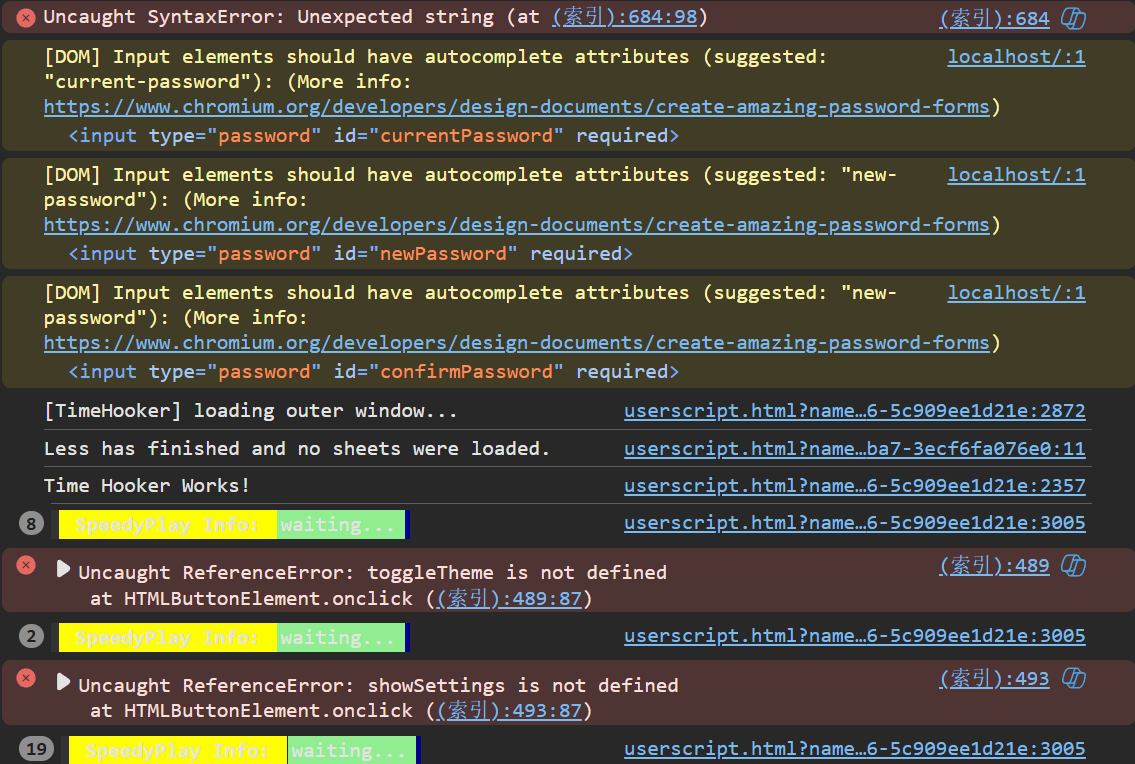 Uncaught SyntaxError: Unexpected string (at (索引):684:98) (索引):684
[DOM] Input elements should have autocomplete attributes (suggested: localhost/:1
"current-password"): (More info:
https://www.chromium.org/developers/design-documents/create-amazing-password-forms)
<input type="password" id="currentPassword" required>
[DOM] Input elements should have autocomplete attributes (suggested: "new- localhost/:1
password"): (More info:
https://www.chromium.org/developers/design-documents/create-amazing-password-forms)
<input type="password" id="newPassword" required>
[DOM] Input elements should have autocomplete attributes (suggested: "new- localhost/:1
password"): (More info:
https://www.chromium.org/developers/design-documents/create-amazing-password-forms)
<input type="password" id="confirmPassword" required>
[TimeHooker] loading outer window... userscript.html?name…6-5c909ee1d21e:2872
Less has finished and no sheets were loaded. userscript.html?name…ba7-3ecf6fa076e0:11
Time Hooker Works! userscript.html?name…6-5c909ee1d21e:2357
8 SpeedyPlay Info: waiting... userscript.html?name…6-5c909ee1d21e:3005
Uncaught ReferenceError: toggleTheme is not defined (索引):489
at HTMLButtonElement.onclick ((索引):489:87)
2 SpeedyPlay Info: waiting... userscript.html?name…6-5c909ee1d21e:3005
Uncaught ReferenceError: showSettings is not defined (索引):493
at HTMLButtonElement.onclick ((索引):493:87)
19 SpeedyPlay Info: waiting... userscript.html?name…6-5c909ee1d21e:3005